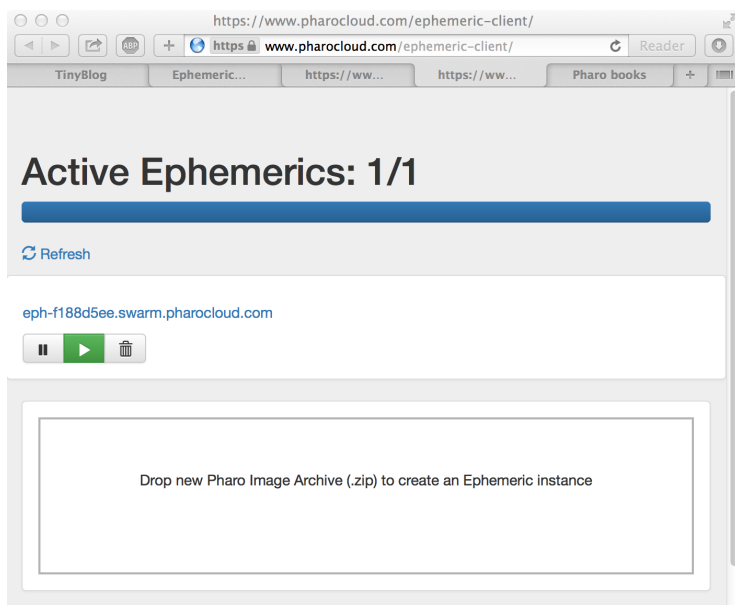 https://www.pharocloud.com/ephemeric-client/
ABP https www.pharocloud.com/ephemeric-client/ Reader
TinyBlog Ephemeric... https://ww... https://ww... Pharo books
Active Ephemerics: 1/1
Refresh
eph-f188d5ee.swarm.pharocloud.com
Drop new Pharo Image Archive (.zip) to create an Ephemeric instance